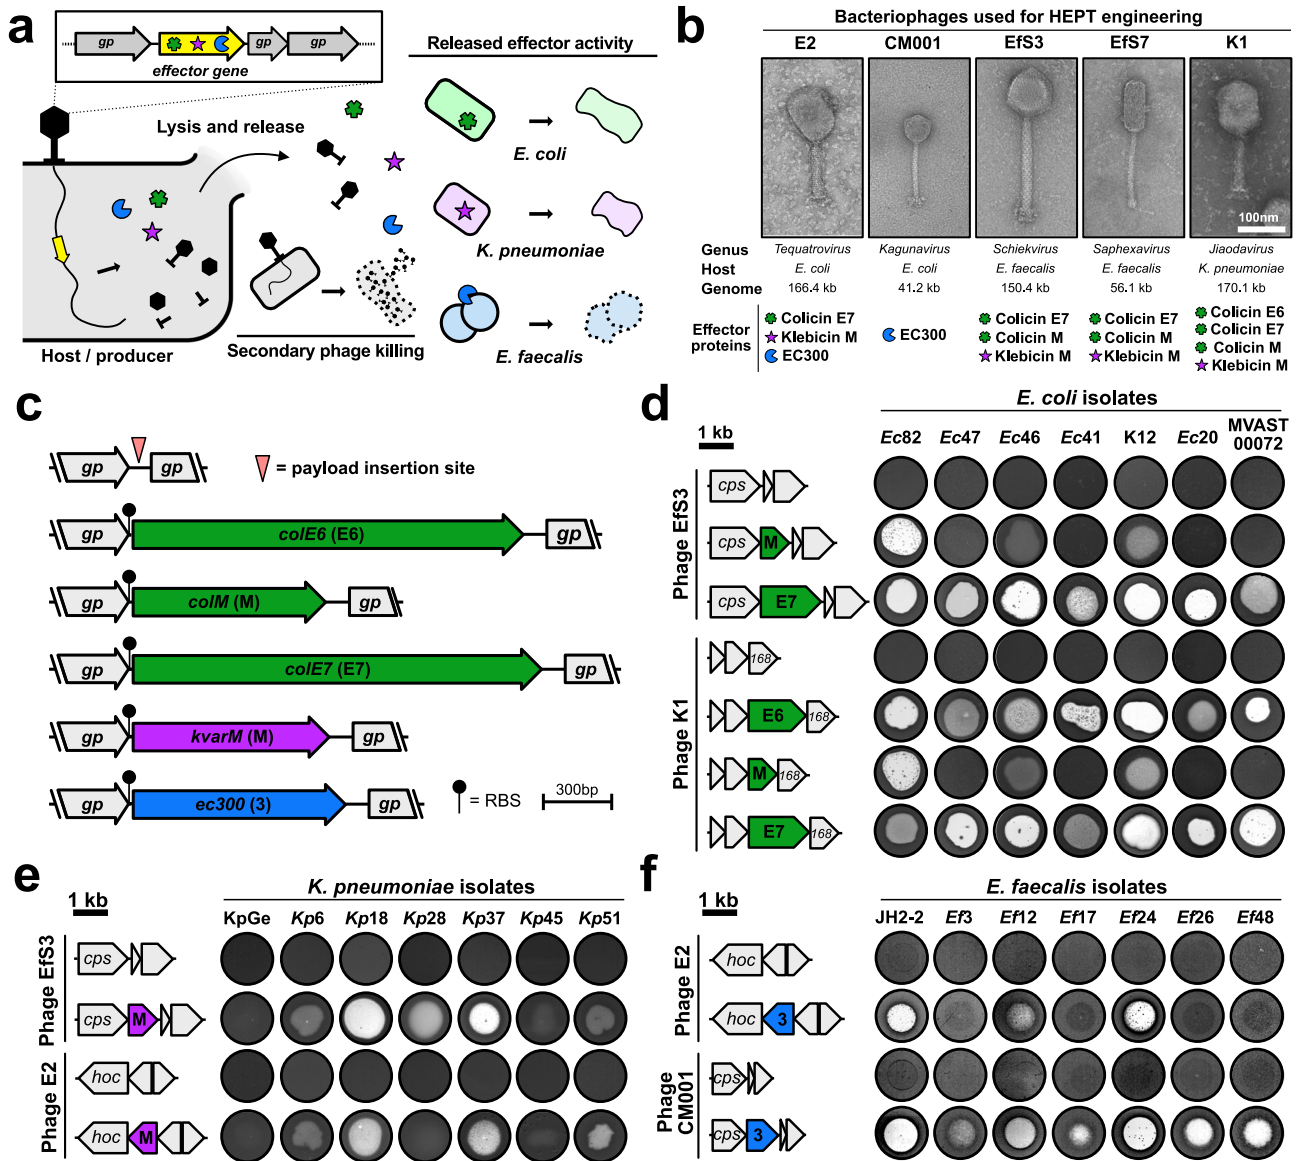 a
gp
gp
gp
effector gene
Lysis and release
Host / producer
Secondary phage killing
Released effector activity
E. coli
K. pneumoniae
E. faecalis
b
Bacteriophages used for HEPT engineering
E2 CM001 EfS3 EfS7 K1
100nm
Genus Tequatrovirus Kagunavirus Schiekvirus Saphexavirus Jiaodavirus
Host E. coli E. coli E. faecalis E. faecalis K. pneumoniae
Genome 166.4 kb 41.2 kb 150.4 kb 56.1 kb 170.1 kb
Effector proteins
Colicin E7
Klebicin M
EC300
EC300
Colicin E7
Colicin M
Klebicin M
Colicin E7
Colicin M
Klebicin M
Colicin E6
Colicin E7
Colicin M
Klebicin M
c
gp gp = payload insertion site
gp colE6 (E6) gp
gp colM (M) gp
gp colE7 (E7) gp
gp kvarM (M) gp
gp ec300 (3) gp
= RBS 300bp
d
1 kb
E. coli isolates
Ec82 Ec47 Ec46 Ec41 K12 Ec20 MVAST 00072
Phage EfS3
cps
cps M
cps E7
Phage K1
168
E6 168
M 168
E7 168
e
1 kb
K. pneumoniae isolates
KpGe Kp6 Kp18 Kp28 Kp37 Kp45 Kp51
Phage EfS3
cps
cps M
Phage E2
hoc
hoc M
f
1 kb
E. faecalis isolates
JH2-2 Ef3 Ef12 Ef17 Ef24 Ef26 Ef48
Phage E2
hoc
hoc 3
Phage CM001
cps
cps 3